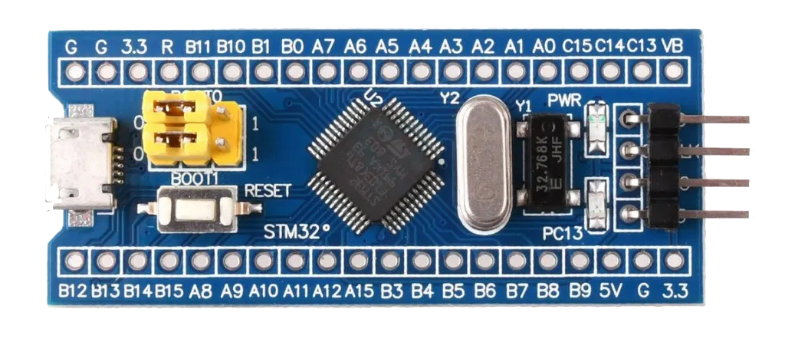 G G 3.3 R B11 B10 B1 B0 A7 A6 A5 A4 A3 A2 A1 A0 C15 C14 C13 VB
BOOT0
U2
Y2
Y1
PWR
0 1
0 1
BOOT1
32.768K
JHF
E
RESET
STM32
PC13
B12 B13 B14 B15 A8 A9 A10 A11 A12 A15 B3 B4 B5 B6 B7 B8 B9 5V G 3.3